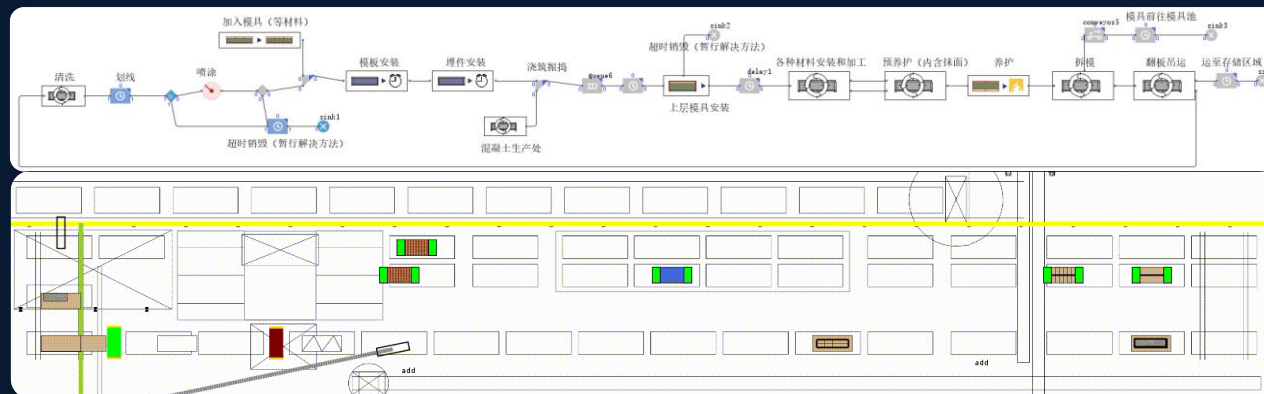 加入模具（等材料）
清洗
划线
喷涂
超时销毁（暂行解决方法）
sink1
模板安装
埋件安装
浇筑振捣
混凝土生产处
queue6
sink2
超时销毁（暂行解决方法）
上层模具安装
delay1
各种材料安装和加工
预养护（内含抹面）
养护
拆模
conveyor5
模具前往模具池
sink3
翻板吊运
运至存储区域
add
add